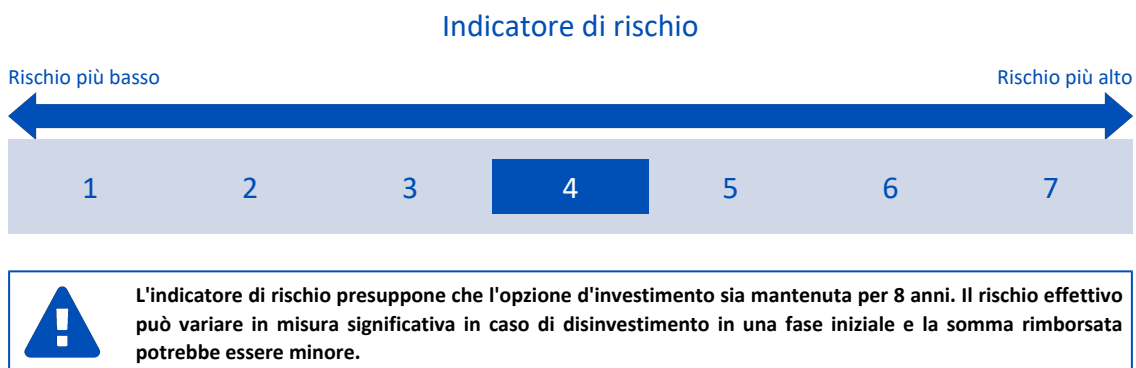 Indicatore di rischio
Rischio più basso
Rischio più alto
1 2 3 4 5 6 7
L'indicatore di rischio presuppone che l'opzione d'investimento sia mantenuta per 8 anni. Il rischio effettivo
può variare in misura significativa in caso di disinvestimento in una fase iniziale e la somma rimborsata
potrebbe essere minore.